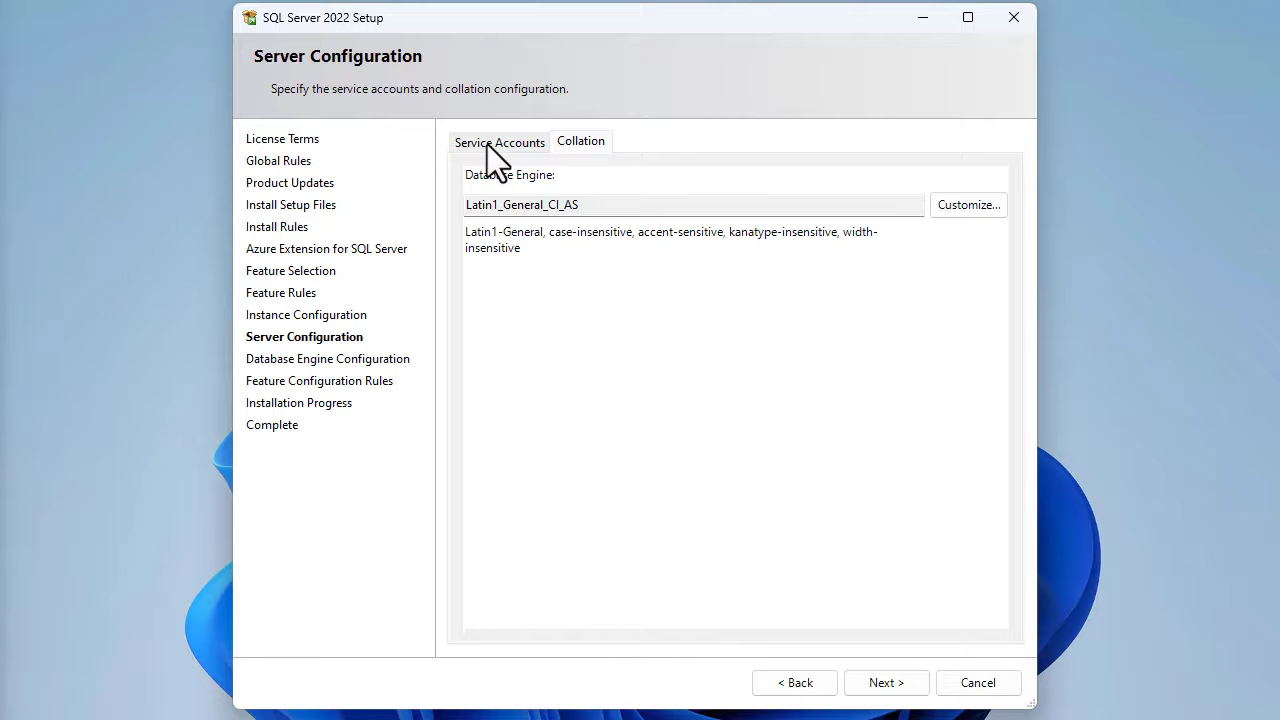 SQL Server 2022 Setup
Server Configuration
Specify the service accounts and collation configuration.
License Terms
Global Rules
Product Updates
Install Setup Files
Install Rules
Azure Extension for SQL Server
Feature Selection
Feature Rules
Instance Configuration
Server Configuration
Database Engine Configuration
Feature Configuration Rules
Installation Progress
Complete
Service Accounts
Collation
Database Engine:
Latin1_General_CI_AS
Customize...
Latin1-General, case-insensitive, accent-sensitive, kanatype-insensitive, width-
insensitive
< Back
Next >
Cancel